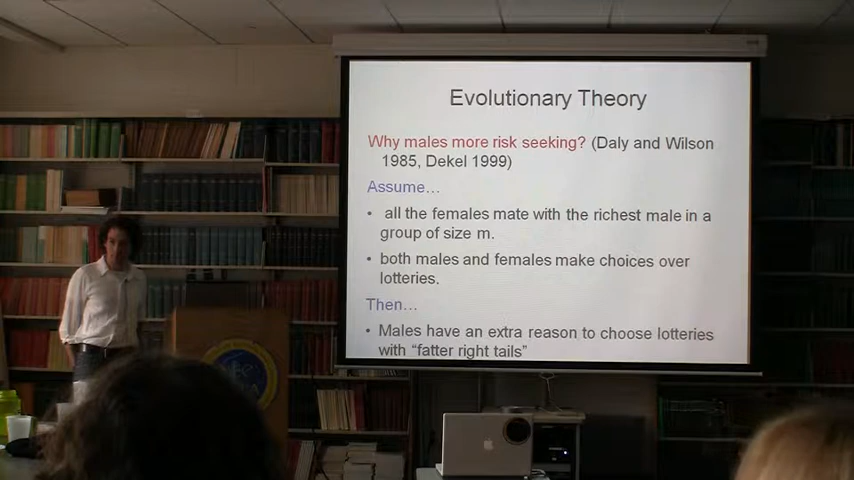 Evolutionary Theory
Why males more risk seeking? (Daly and Wilson
1985, Dekel 1999)
Assume…
• all the females mate with the richest male in a
group of size m.
• both males and females make choices over
lotteries.
Then…
• Males have an extra reason to choose lotteries
with “fatter right tails”